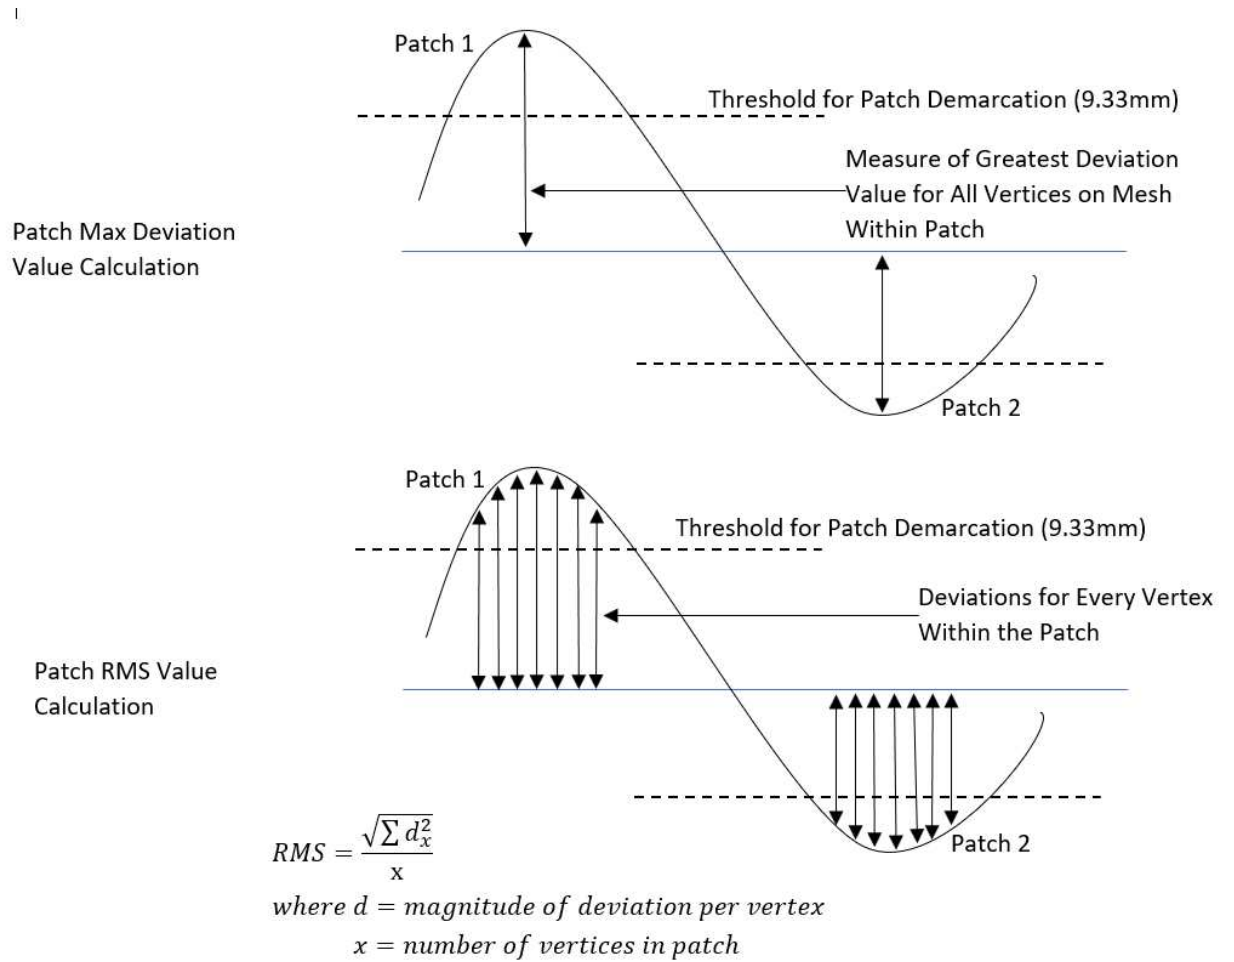 Patch 1
Threshold for Patch Demarcation (9.33mm)
Measure of Greatest Deviation
Value for All Vertices on Mesh
Within Patch
Patch Max Deviation
Value Calculation
Patch 2
Patch 1
Threshold for Patch Demarcation (9.33mm)
Deviations for Every Vertex
Within the Patch
Patch RMS Value
Calculation
Patch 2
RMS = √∑ d²ₓ / x
where d = magnitude of deviation per vertex
x = number of vertices in patch